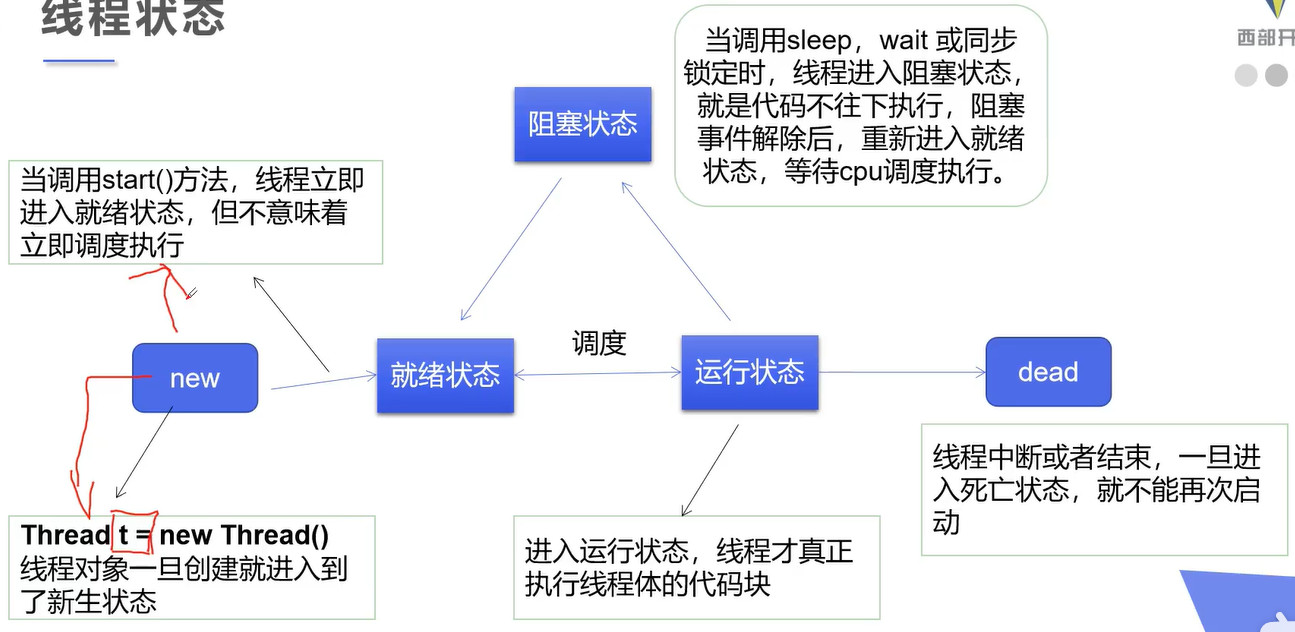 线程状态
西部开
当调用sleep，wait 或同步
锁定时，线程进入阻塞状态，
就是代码不往下执行，阻塞
事件解除后，重新进入就绪
状态，等待cpu调度执行。
阻塞状态
当调用start()方法，线程立即
进入就绪状态，但不意味着
立即调度执行
new
就绪状态
调度
运行状态
dead
Thread t = new Thread()
线程对象一旦创建就进入到
了新生状态
进入运行状态，线程才真正
执行线程体的代码块
线程中断或者结束，一旦进
入死亡状态，就不能再次启
动